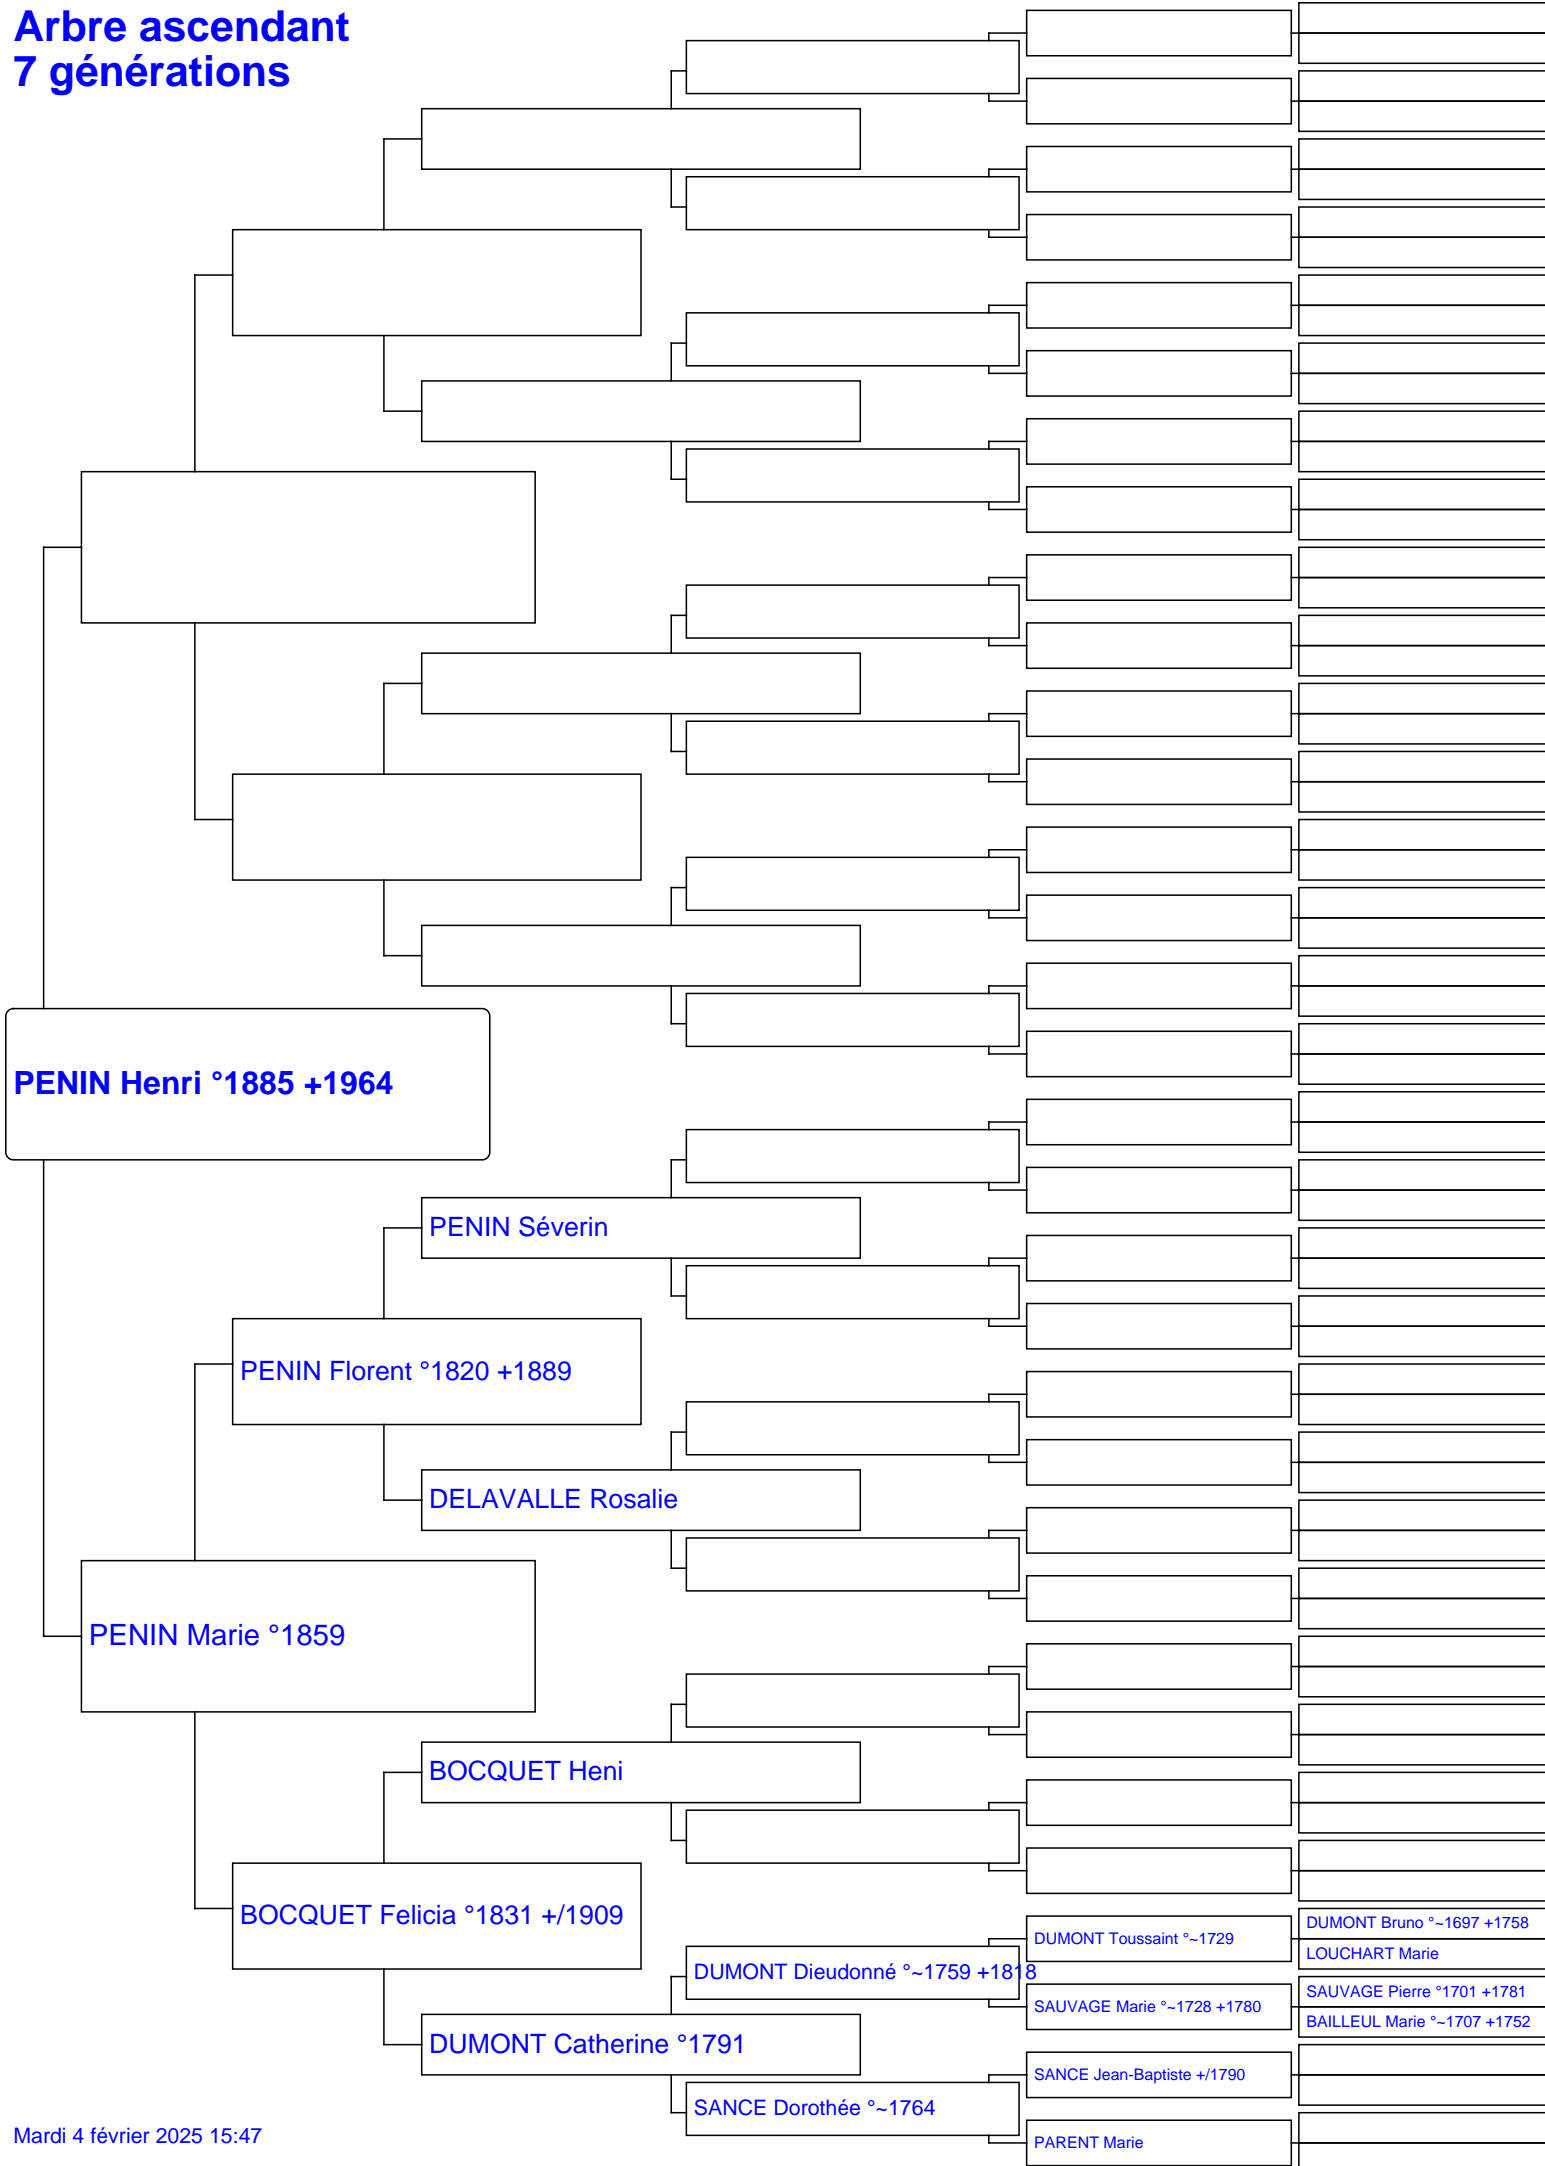 Arbre ascendant
7 générations
PENIN Henri °1885 +1964
PENIN Séverin
PENIN Florent °1820 +1889
DELAVALLE Rosalie
PENIN Marie °1859
BOCQUET Heni
BOCQUET Felicia °1831 +/1909
DUMONT Bruno °~1697 +1758
DUMONT Toussaint °~1729
LOUCHART Marie
DUMONT Dieudonné °~1759 +1818
SAUVAGE Pierre °1701 +1781
SAUVAGE Marie °~1728 +1780
BAILLEUL Marie °~1707 +1752
DUMONT Catherine °1791
SANCE Jean-Baptiste +/1790
SANCE Dorothée °~1764
PARENT Marie
Mardi 4 février 2025 15:47